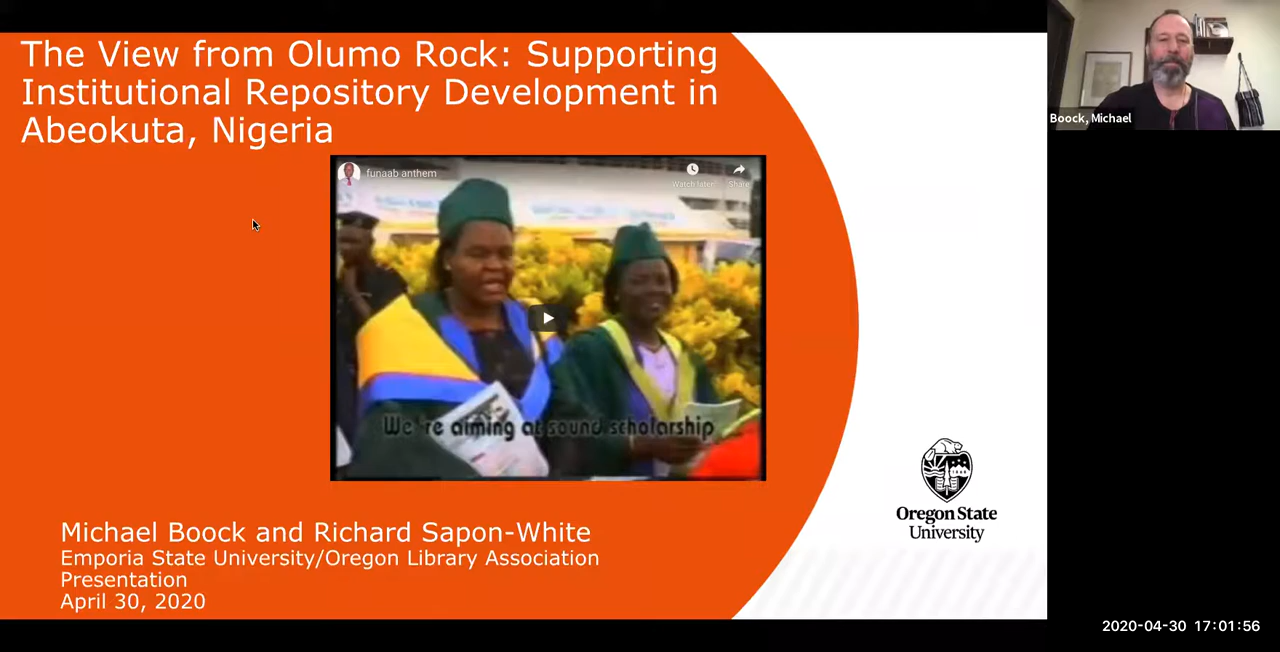 The View from Olumo Rock: Supporting
Institutional Repository Development in
Abeokuta, Nigeria
funaab anthem
Watch later
Share
We're aiming at sound scholarship
Michael Boock and Richard Sapon-White
Emporia State University/Oregon Library Association
Presentation
April 30, 2020
Oregon State
University
Boock, Michael
2020-04-30 17:01:56